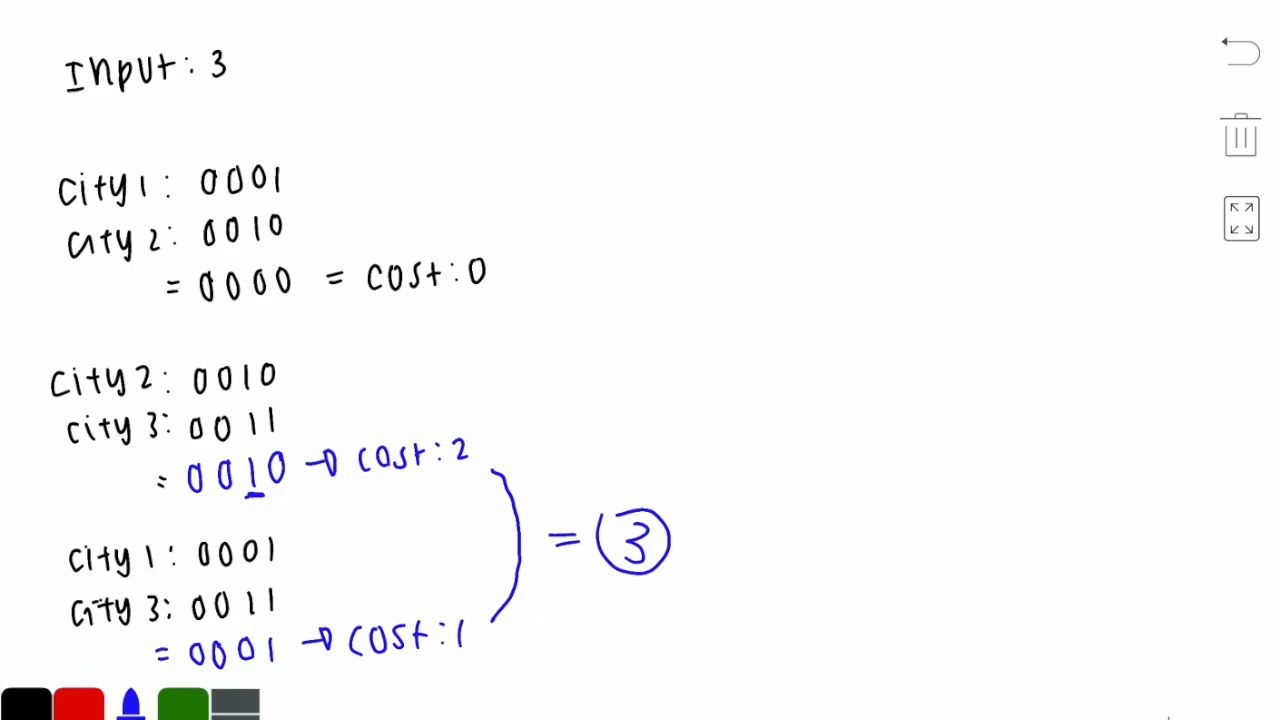 Input: 3
City 1: 0001
City 2: 0010
= 0000 = Cost: 0
City 2: 0010
City 3: 0011
= 0010 → Cost: 2
= 3
City 1: 0001
City 3: 0011
= 0001 → Cost: 1